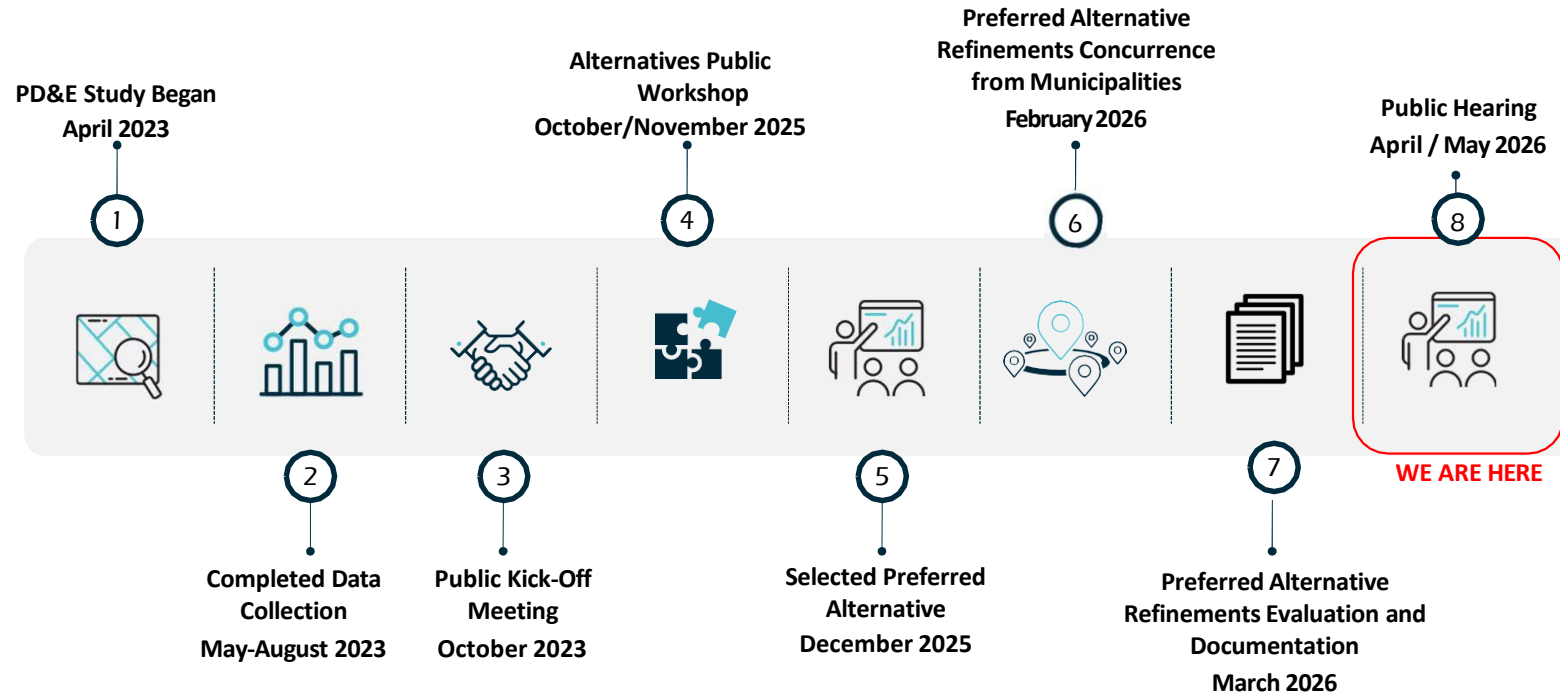 PD&E Study Began
April 2023
1
Completed Data
Collection
May-August 2023
2
Public Kick-Off
Meeting
October 2023
3
Alternatives Public
Workshop
October/November 2025
4
Selected Preferred
Alternative
December 2025
5
Preferred Alternative
Refinements Concurrence
from Municipalities
February 2026
6
Preferred Alternative
Refinements Evaluation and
Documentation
March 2026
7
Public Hearing
April / May 2026
8
WE ARE HERE